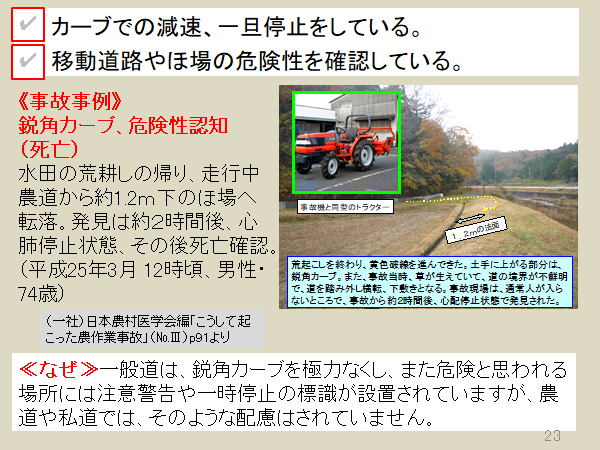 カーブでの減速、一旦停止をしている。
移動道路やほ場の危険性を確認している。
《事故事例》
鋭角カーブ、危険性認知
（死亡）
水田の荒耕しの帰り、走行中
農道から約1.2ｍ下のほ場へ
転落。発見は約２時間後、心
肺停止状態、その後死亡確認。
（平成25年3月 12時頃、男性・
74歳）
（一社）日本農村医学会編「こうして起
こった農作業事故」（No.Ⅲ）p91より
事故機と同型のトラクター
１．２ｍの法面
荒起こしを終わり、黄色破線を進んできた。土手に上がる部分は、
鋭角カーブ。また、事故当時、草が生えていて、道の境界が不鮮明
で、道を踏み外し横転、下敷きとなる。事故現場は、通常人が入ら
ないところで、事故から約2時間後、心配停止状態で発見された。
≪なぜ≫一般道は、鋭角カーブを極力なくし、また危険と思われる
場所には注意警告や一時停止の標識が設置されていますが、農
道や私道では、そのような配慮はされていません。
23